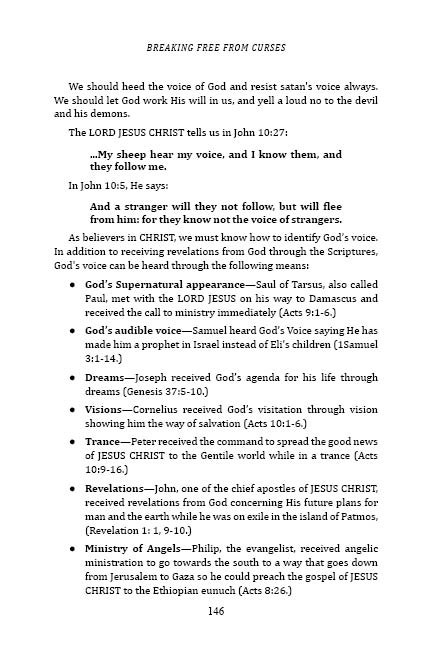 BREAKING FREE FROM CURSES
We should heed the voice of God and resist satan's voice always.
We should let God work His will in us, and yell a loud no to the devil
and his demons.
The LORD JESUS CHRIST tells us in John 10:27:
...My sheep hear my voice, and I know them, and
they follow me.
In John 10:5, He says:
And a stranger will they not follow, but will flee
from him: for they know not the voice of strangers.
As believers in CHRIST, we must know how to identify God's voice.
In addition to receiving revelations from God through the Scriptures,
God's voice can be heard through the following means:
● God's Supernatural appearance—Saul of Tarsus, also called
Paul, met with the LORD JESUS on his way to Damascus and
received the call to ministry immediately (Acts 9:1-6.)
● God's audible voice—Samuel heard God's Voice saying He has
made him a prophet in Israel instead of Eli's children (1Samuel
3:1-14.)
● Dreams—Joseph received God's agenda for his life through
dreams (Genesis 37:5-10.)
● Visions—Cornelius received God's visitation through vision
showing him the way of salvation (Acts 10:1-6.)
● Trance—Peter received the command to spread the good news
of JESUS CHRIST to the Gentile world while in a trance (Acts
10:9-16.)
● Revelations—John, one of the chief apostles of JESUS CHRIST,
received revelations from God concerning His future plans for
man and the earth while he was on exile in the island of Patmos,
(Revelation 1: 1, 9-10.)
● Ministry of Angels—Philip, the evangelist, received angelic
ministration to go towards the south to a way that goes down
from Jerusalem to Gaza so he could preach the gospel of JESUS
CHRIST to the Ethiopian eunuch (Acts 8:26.)
146